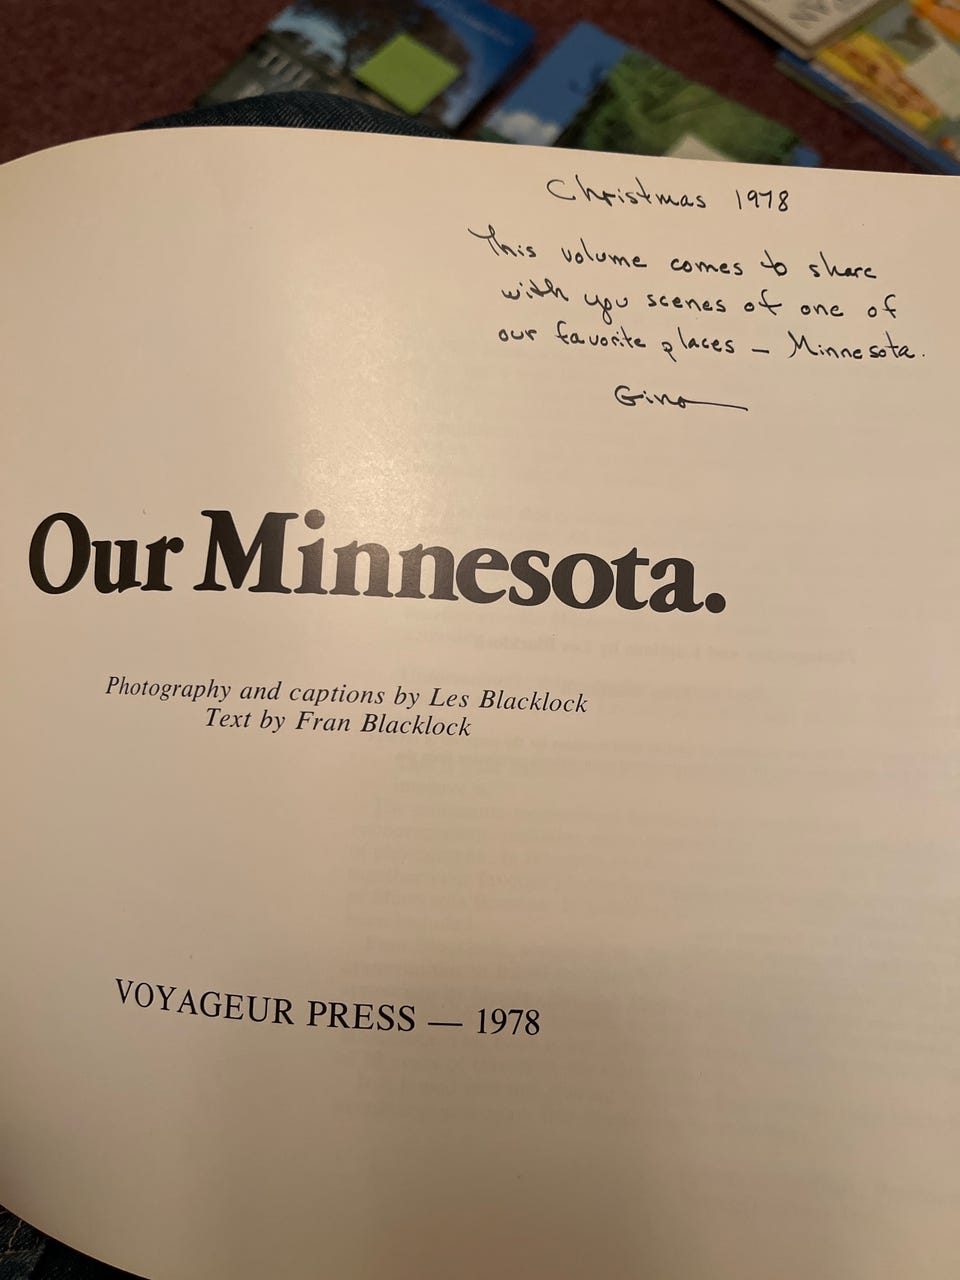 Christmas 1978
This volume comes to share
with you scenes of one of
our favorite places — Minnesota.
Gino
Our Minnesota.
Photography and captions by Les Blacklock
Text by Fran Blacklock
VOYAGEUR PRESS — 1978